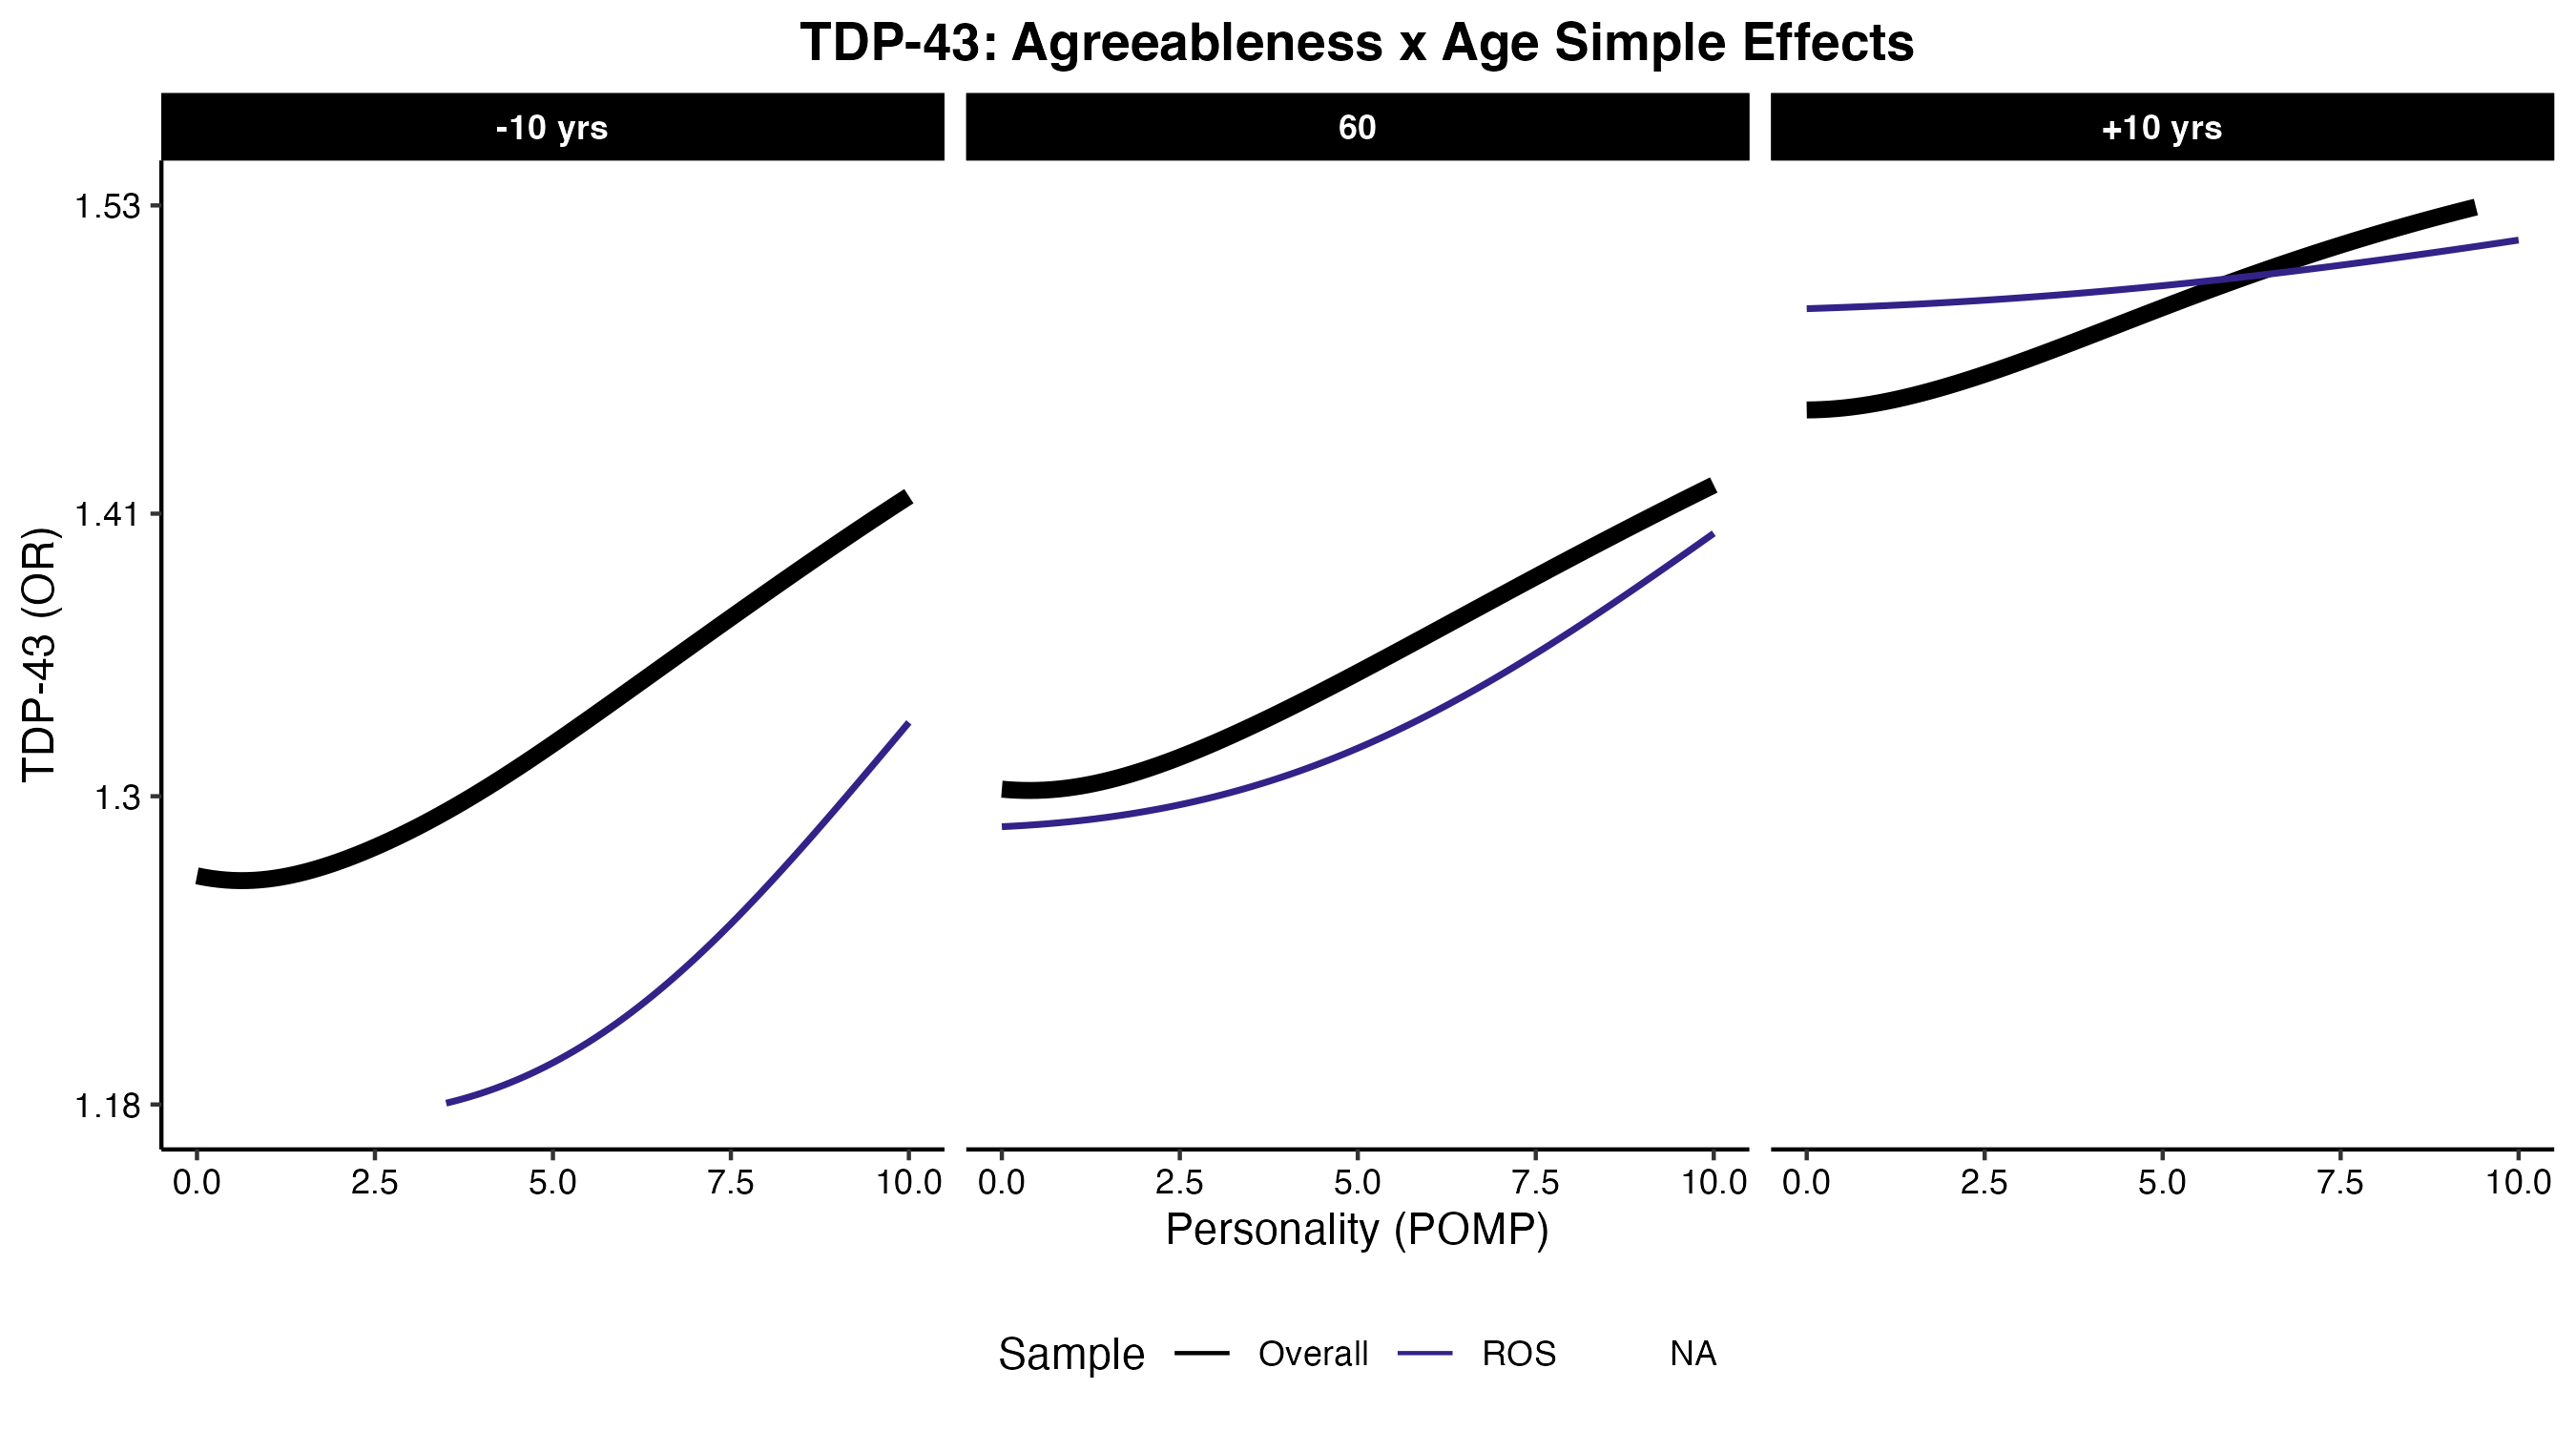 TDP-43: Agreeableness x Age Simple Effects
-10 yrs 60 +10 yrs
1.53
1.41
1.3
1.18
TDP-43 (OR)
0.0 2.5 5.0 7.5 10.0 0.0 2.5 5.0 7.5 10.0 0.0 2.5 5.0 7.5 10.0
Personality (POMP)
Sample Overall ROS NA